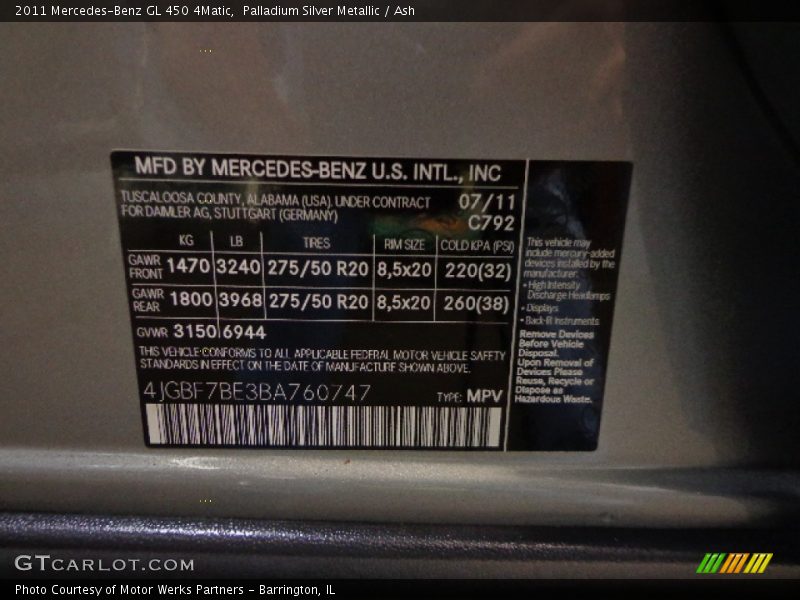 2011 Mercedes-Benz GL 450 4Matic,  Palladium Silver Metallic / Ash
MFD BY MERCEDES-BENZ U.S. INTL., INC
TUSCALOOSA COUNTY, ALABAMA (USA). UNDER CONTRACT
FOR DAIMLER AG, STUTTGART (GERMANY)
07/11
C792
KG LB TIRES RIM SIZE COLD KPA (PSI)
GAWR FRONT 1470 3240 275/50 R20 8,5x20 220(32)
GAWR REAR 1800 3968 275/50 R20 8,5x20 260(38)
GVWR 3150 6944
THIS VEHICLE CONFORMS TO ALL APPLICABLE FEDERAL MOTOR VEHICLE SAFETY
STANDARDS IN EFFECT ON THE DATE OF MANUFACTURE SHOWN ABOVE.
4JGBF7BE3BA760747
TYPE: MPV
This vehicle may
include mercury-added
devices installed by the
manufacturer:
• High Intensity
Discharge Headlamps
• Displays
• Back-lit Instruments
Remove Devices
Before Vehicle
Disposal.
Upon Removal of
Devices Please
Reuse, Recycle or
Dispose as
Hazardous Waste.
GTCARLOT.COM
Photo Courtesy of Motor Werks Partners - Barrington, IL